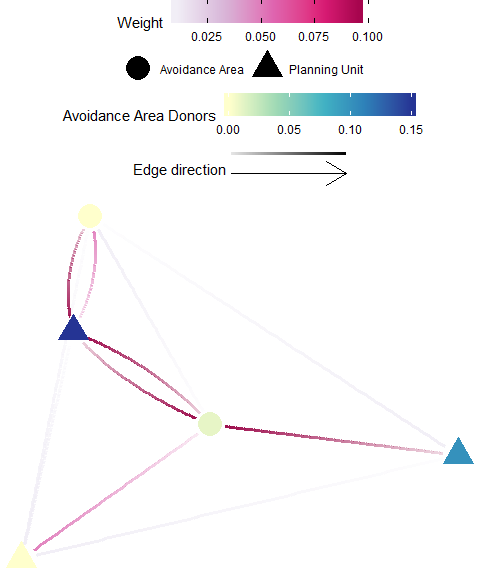 Weight
0.025 0.050 0.075 0.100
Avoidance Area Planning Unit
Avoidance Area Donors
0.00 0.05 0.10 0.15
Edge direction